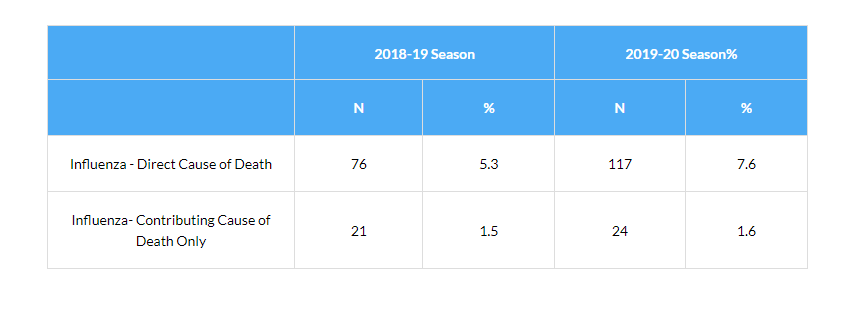 2018-19 Season 2019-20 Season%
N % N %
Influenza - Direct Cause of Death 76 5.3 117 7.6
Influenza- Contributing Cause of
Death Only 21 1.5 24 1.6